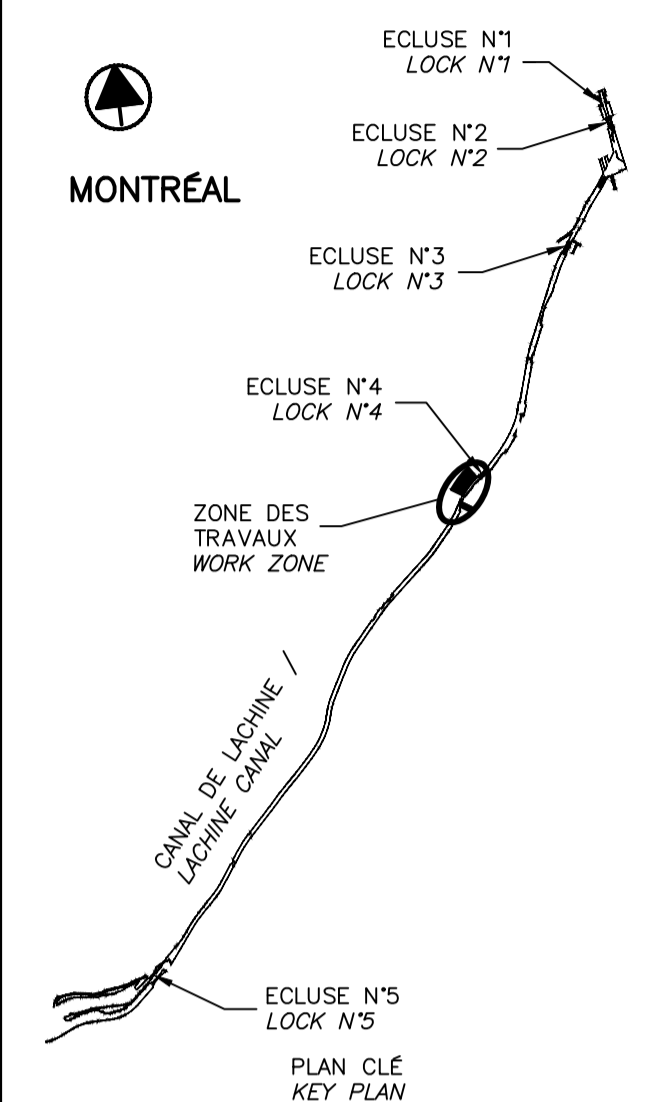 ECLUSE N°1
LOCK N°1
ECLUSE N°2
LOCK N°2
MONTRÉAL
ECLUSE N°3
LOCK N°3
ECLUSE N°4
LOCK N°4
ZONE DES
TRAVAUX
WORK ZONE
CANAL DE LACHINE /
LACHINE CANAL
ECLUSE N°5
LOCK N°5
PLAN CLÉ
KEY PLAN